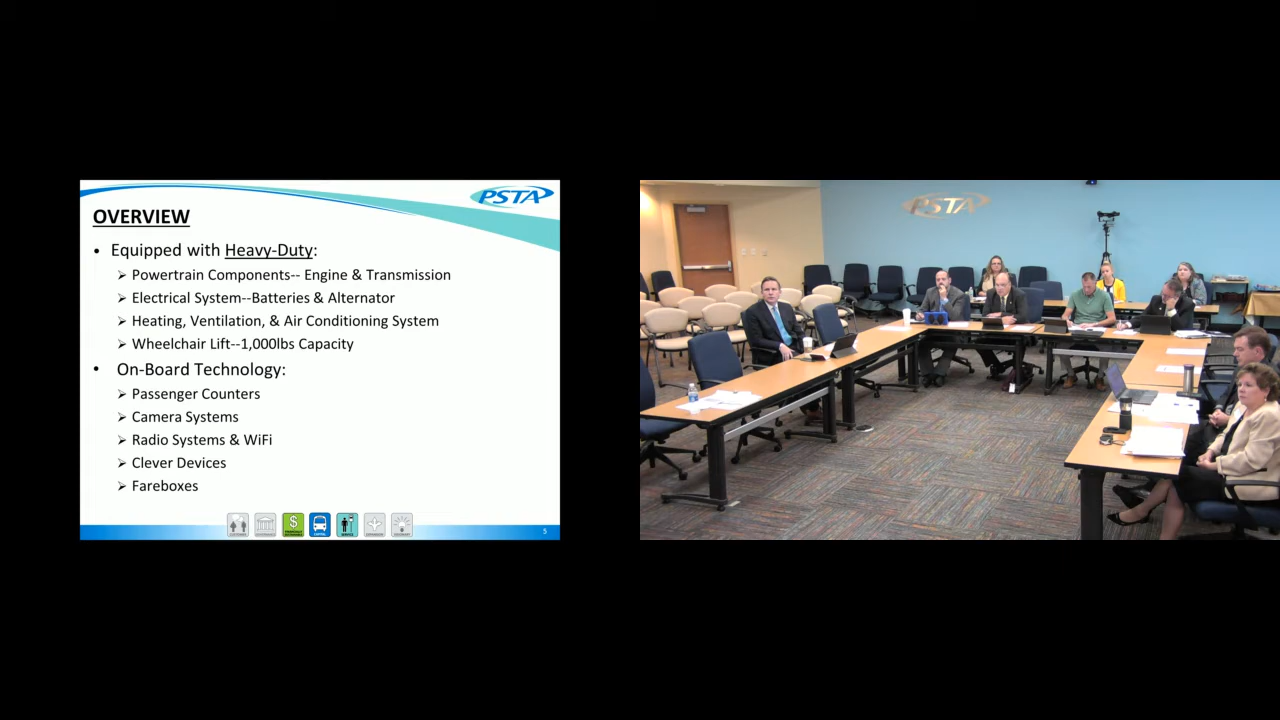 PSTA
OVERVIEW
• Equipped with Heavy-Duty:
➢ Powertrain Components-- Engine & Transmission
➢ Electrical System--Batteries & Alternator
➢ Heating, Ventilation, & Air Conditioning System
➢ Wheelchair Lift--1,000lbs Capacity
• On-Board Technology:
➢ Passenger Counters
➢ Camera Systems
➢ Radio Systems & WiFi
➢ Clever Devices
➢ Fareboxes
$
5
PSTA